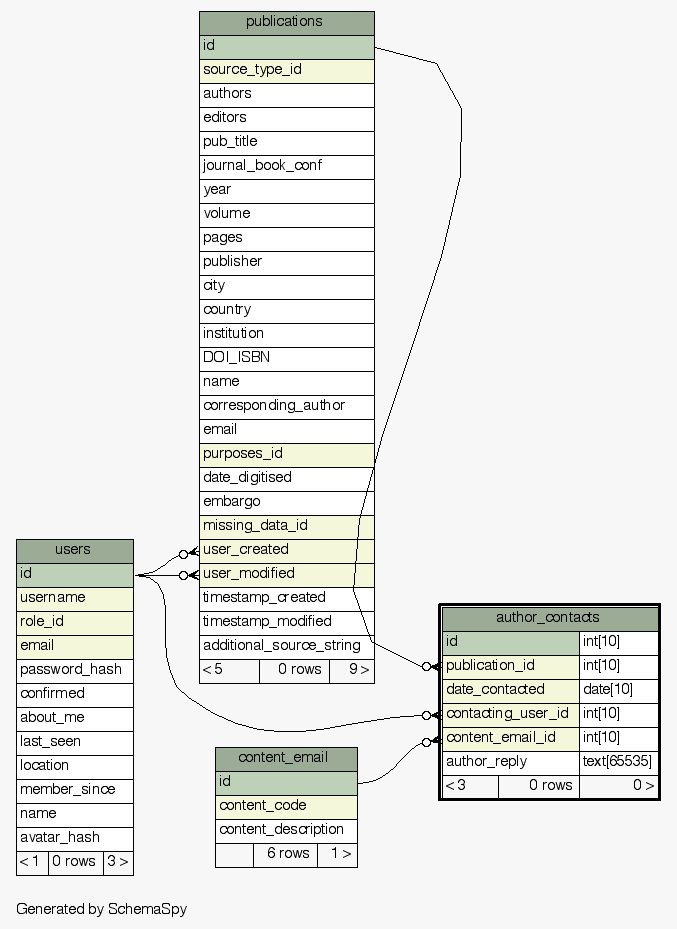 publications
id
source_type_id
authors
editors
pub_title
journal_book_conf
year
volume
pages
publisher
city
country
institution
DOI_ISBN
name
corresponding_author
email
purposes_id
date_digitised
embargo
missing_data_id
user_created
user_modified
timestamp_created
timestamp_modified
additional_source_string
< 5 0 rows 9 >
users
id
username
role_id
email
password_hash
confirmed
about_me
last_seen
location
member_since
name
avatar_hash
< 1 0 rows 3 >
author_contacts
id int[10]
publication_id int[10]
date_contacted date[10]
contacting_user_id int[10]
content_email_id int[10]
author_reply text[65535]
< 3 0 rows 0 >
content_email
id
content_code
content_description
6 rows 1 >
Generated by SchemaSpy